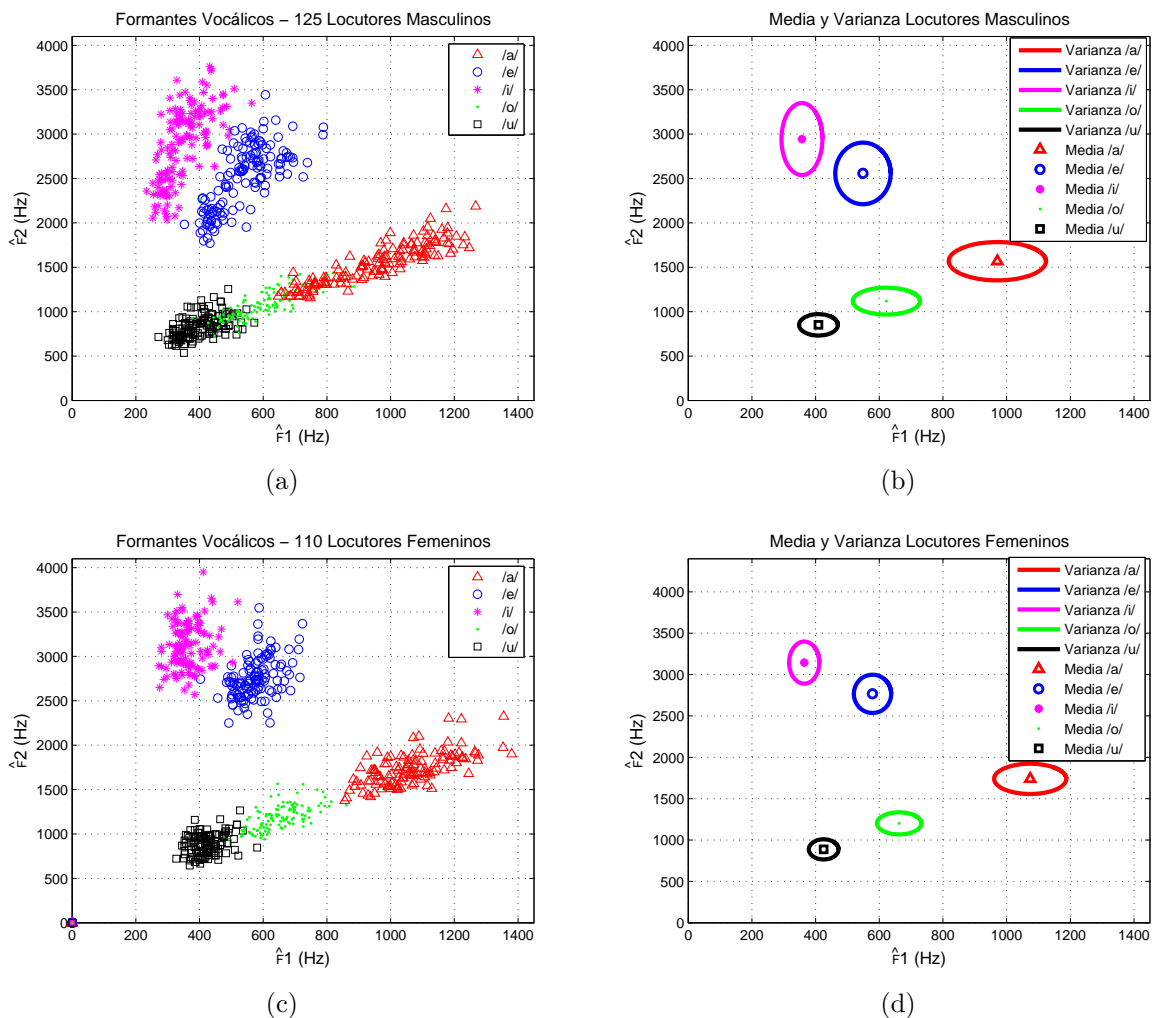 Formantes Vocálicos − 125 Locutores Masculinos
4000
3500
3000
2500
2000
1500
1000
500
0
0 200 400 600 800 1000 1200 1400
F̂2 (Hz)
F̂1 (Hz)
/a/
/e/
/i/
/o/
/u/
(a)
Media y Varianza Locutores Masculinos
4000
3500
3000
2500
2000
1500
1000
500
0
0 200 400 600 800 1000 1200 1400
F̂2 (Hz)
F̂1 (Hz)
Varianza /a/
Varianza /e/
Varianza /i/
Varianza /o/
Varianza /u/
Media /a/
Media /e/
Media /i/
Media /o/
Media /u/
(b)
Formantes Vocálicos − 110 Locutores Femeninos
4000
3500
3000
2500
2000
1500
1000
500
0
0 200 400 600 800 1000 1200 1400
F̂2 (Hz)
F̂1 (Hz)
/a/
/e/
/i/
/o/
/u/
(c)
Media y Varianza Locutores Femeninos
4000
3500
3000
2500
2000
1500
1000
500
0
0 200 400 600 800 1000 1200 1400
F̂2 (Hz)
F̂1 (Hz)
Varianza /a/
Varianza /e/
Varianza /i/
Varianza /o/
Varianza /u/
Media /a/
Media /e/
Media /i/
Media /o/
Media /u/
(d)